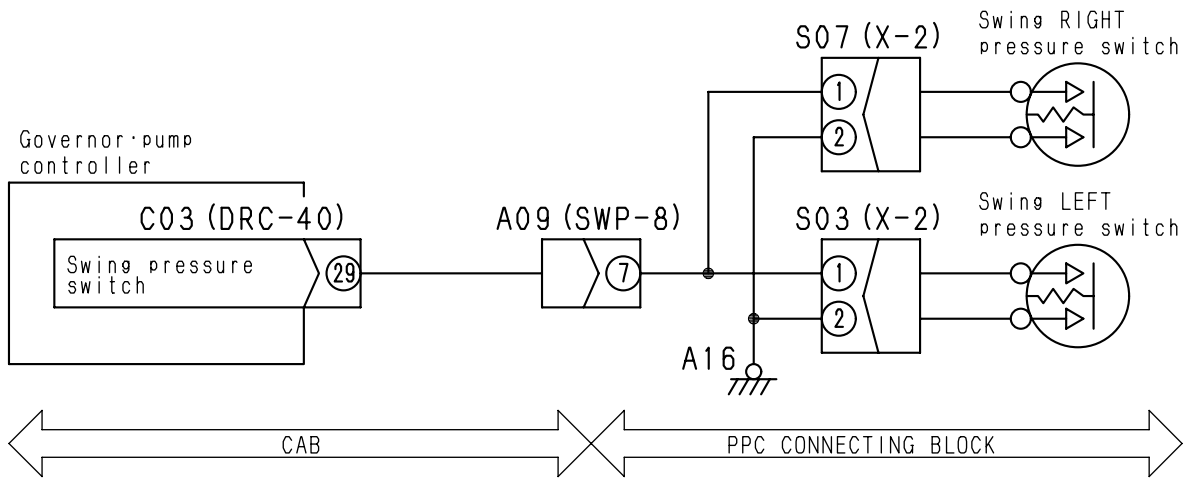 Swing RIGHT
pressure switch
S07 (X-2)
1
2
Governor·pump
controller
C03 (DRC-40)
Swing pressure
switch
29
A09 (SWP-8)
7
S03 (X-2)
1
2
Swing LEFT
pressure switch
A16
CAB
PPC CONNECTING BLOCK